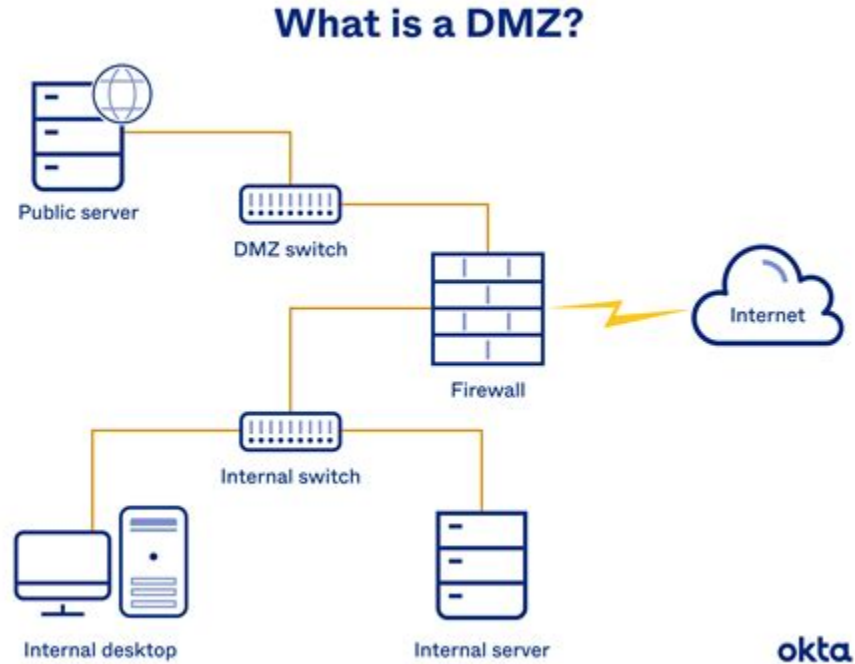 What is a DMZ?
Public server
DMZ switch
Internet
Firewall
Internal switch
Internal desktop
Internal server
okta